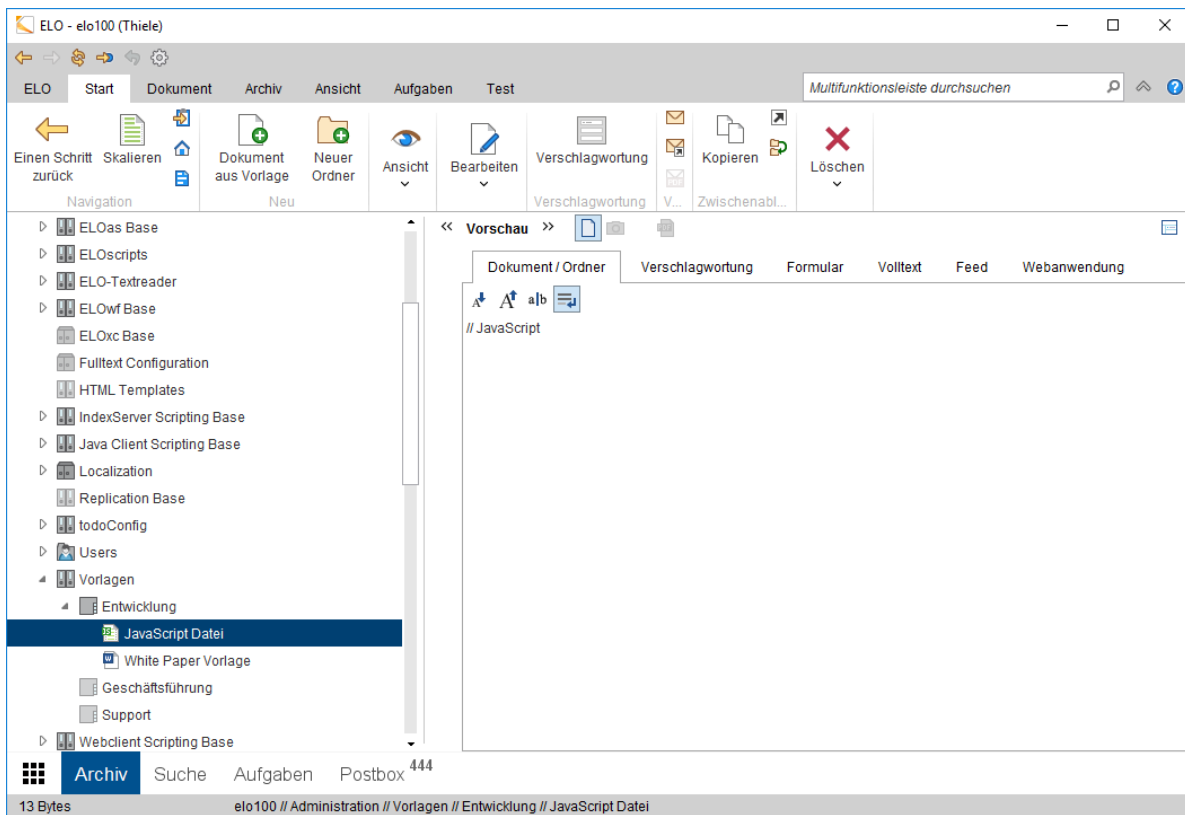 ELO - elo100 (Thiele)
ELO Start Dokument Archiv Ansicht Aufgaben Test Multifunktionsleiste durchsuchen
Einen Schritt zurück Skalieren Dokument aus Vorlage Neuer Ordner Ansicht Bearbeiten Verschlagwortung Kopieren Löschen
Navigation Neu Verschlagwortung V... Zwischenabl...
ELOas Base
ELOscripts
ELO-Textreader
ELOwf Base
ELOxc Base
Fulltext Configuration
HTML Templates
IndexServer Scripting Base
Java Client Scripting Base
Localization
Replication Base
todoConfig
Users
Vorlagen
Entwicklung
JavaScript Datei
White Paper Vorlage
Geschäftsführung
Support
Webclient Scripting Base
« Vorschau »
Dokument / Ordner Verschlagwortung Formular Volltext Feed Webanwendung
A A a|b
// JavaScript
Archiv Suche Aufgaben Postbox 444
13 Bytes elo100 // Administration // Vorlagen // Entwicklung // JavaScript Datei